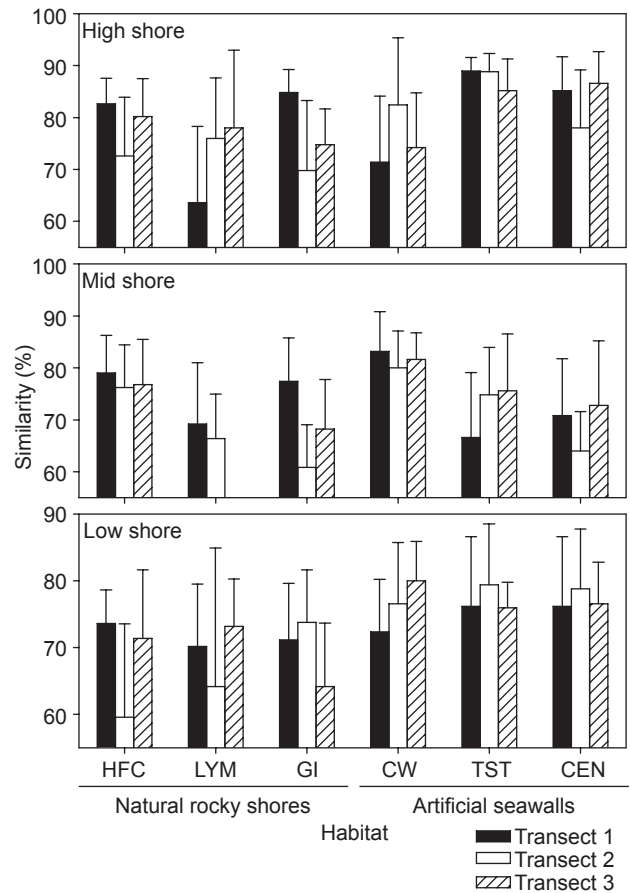 High shore
100
90
80
70
60
Mid shore
100
90
80
70
60
Similarity (%)
Low shore
90
80
70
60
HFC LYM GI CW TST CEN
Natural rocky shores Artificial seawalls
Habitat
Transect 1
Transect 2
Transect 3